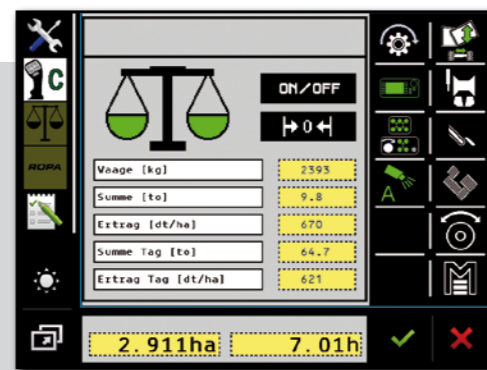 C
ON/OFF
0
ROPA
Waage [kg] 2393
Summe [to] 9.8
Ertrag [dt/ha] 670
A
Summe Tag [to] 64.7
Ertrag Tag [dt/ha] 621
2.911ha 7.01h